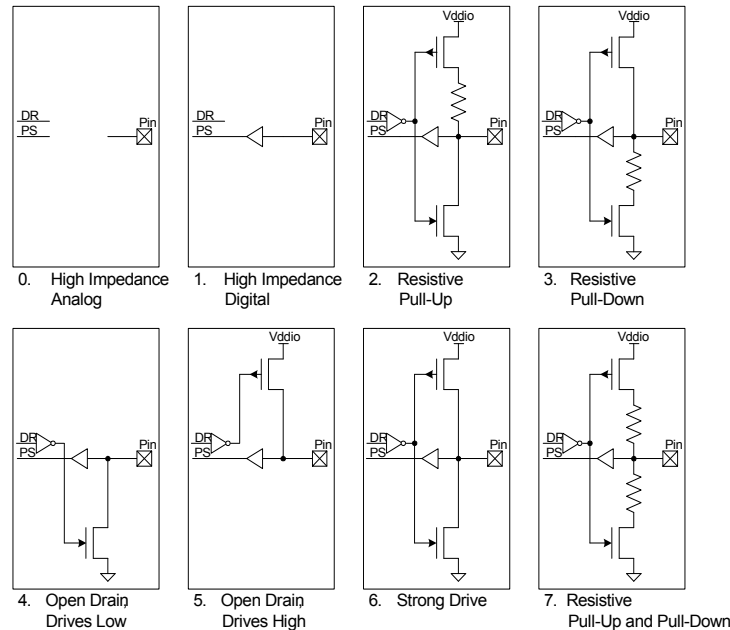 Vddio
Vddio
DR
PS
Pin
DR
PS
Pin
DR
PS
Pin
DR
PS
Pin
0. High Impedance
Analog
1. High Impedance
Digital
2. Resistive
Pull-Up
3. Resistive
Pull-Down
Vddio
Vddio
Vddio
DR
PS
Pin
DR
PS
Pin
DR
PS
Pin
DR
PS
Pin
4. Open Drain,
Drives Low
5. Open Drain,
Drives High
6. Strong Drive
7. Resistive
Pull-Up and Pull-Down